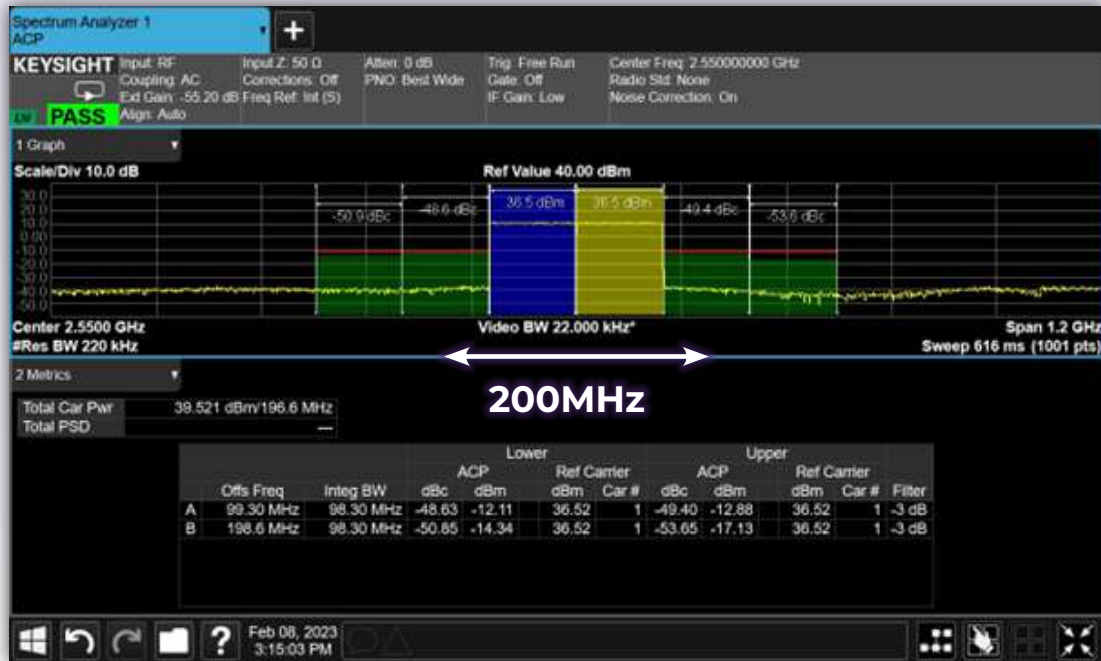 Spectrum Analyzer 1
ACP
KEYSIGHT
PASS
Input: RF
Coupling: AC
Ext Gain: -55.20 dB
Align: Auto
Input Z: 50 Ω
Corrections: Off
Freq Ref: Int (S)
Atten: 0 dB
PNO: Best Wide
Trig: Free Run
Gate: Off
IF Gain: Low
Center Freq: 2.550000000 GHz
Radio Std: None
Noise Correction: On
1 Graph
Scale/Div 10.0 dB
Ref Value 40.00 dBm
30.0
20.0
10.0
0.00
-10.0
-20.0
-30.0
-40.0
-50.0
-50.9 dBc
-48.6 dBc
36.5 dBm
36.5 dBm
-49.4 dBc
-53.6 dBc
Center 2.5500 GHz
Video BW 22.000 kHz*
Span 1.2 GHz
#Res BW 220 kHz
Sweep 616 ms (1001 pts)
200MHz
2 Metrics
Total Car Pwr 39.521 dBm/196.6 MHz
Total PSD ---
Lower Upper
ACP Ref Carrier ACP Ref Carrier
Offs Freq Integ BW dBc dBm dBm Car # dBc dBm dBm Car # Filter
A 99.30 MHz 98.30 MHz -48.63 -12.11 36.52 1 -49.40 -12.88 36.52 1 -3 dB
B 198.6 MHz 98.30 MHz -50.85 -14.34 36.52 1 -53.65 -17.13 36.52 1 -3 dB
?
Feb 08, 2023
3:15:03 PM